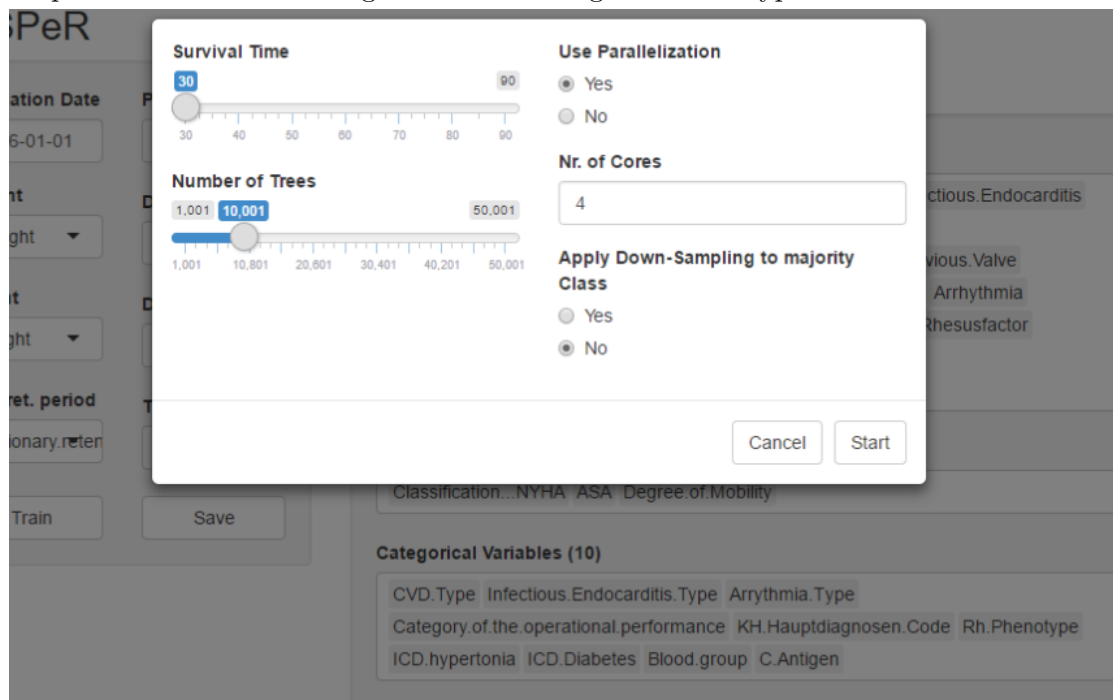 SPeR
Survival Time
30 90
30 40 50 60 70 80 90
Number of Trees
1,001 10,001 50,001
1,001 10,801 20,601 30,401 40,201 50,001
Use Parallelization
Yes
No
Nr. of Cores
4
Apply Down-Sampling to majority
Class
Yes
No
Cancel Start
ation Date
6-01-01
nt
ght
nt
ght
ret. period
ionary.reten
Train Save
ctious.Endocarditis
vious.Valve
Arrhythmia
Rhesusfactor
Classification...NYHA ASA Degree.of.Mobility
Categorical Variables (10)
CVD.Type Infectious.Endocarditis.Type Arrythmia.Type
Category.of.the.operational.performance KH.Hauptdiagnosen.Code Rh.Phenotype
ICD.hypertonia ICD.Diabetes Blood.group C.Antigen